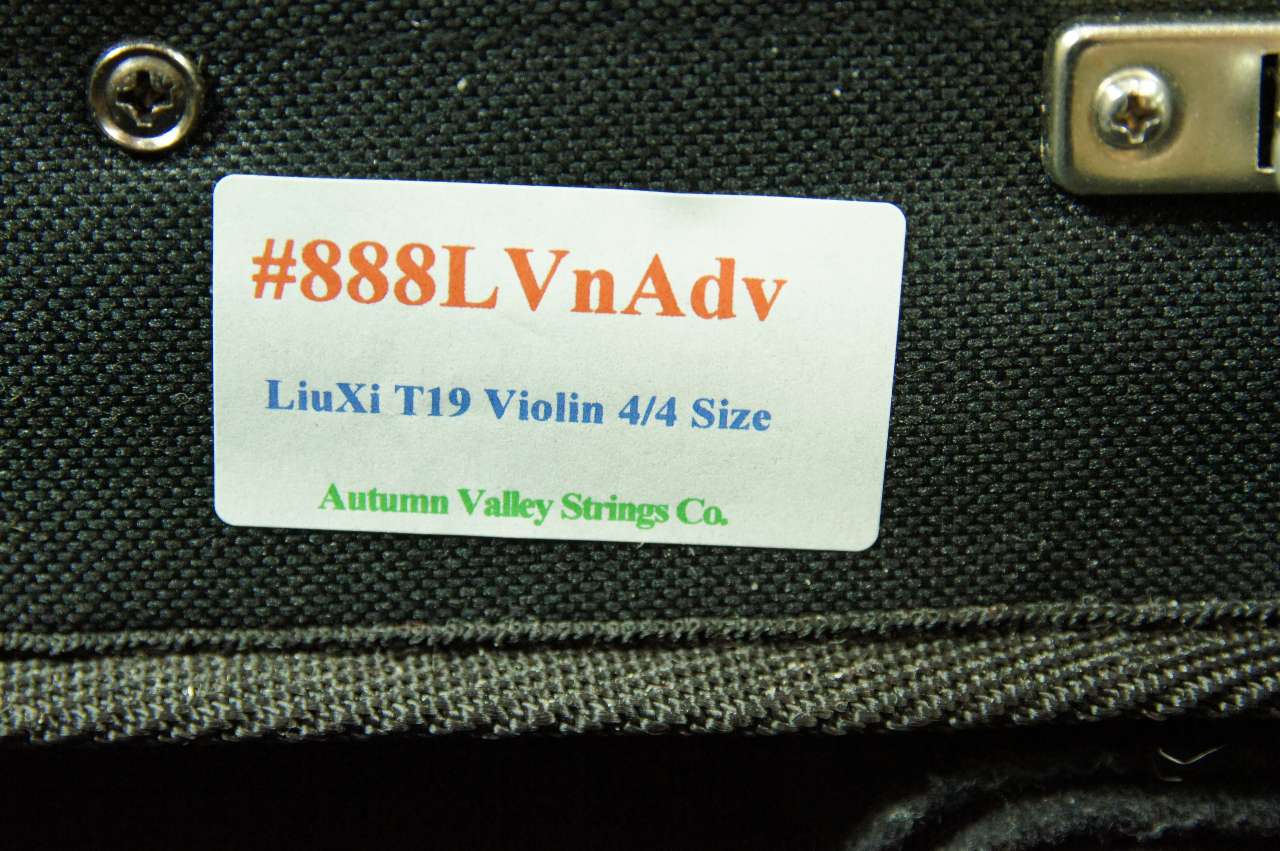 #888LVnAdv
LiuXi T19 Violin 4/4 Size
Autumn Valley Strings Co.